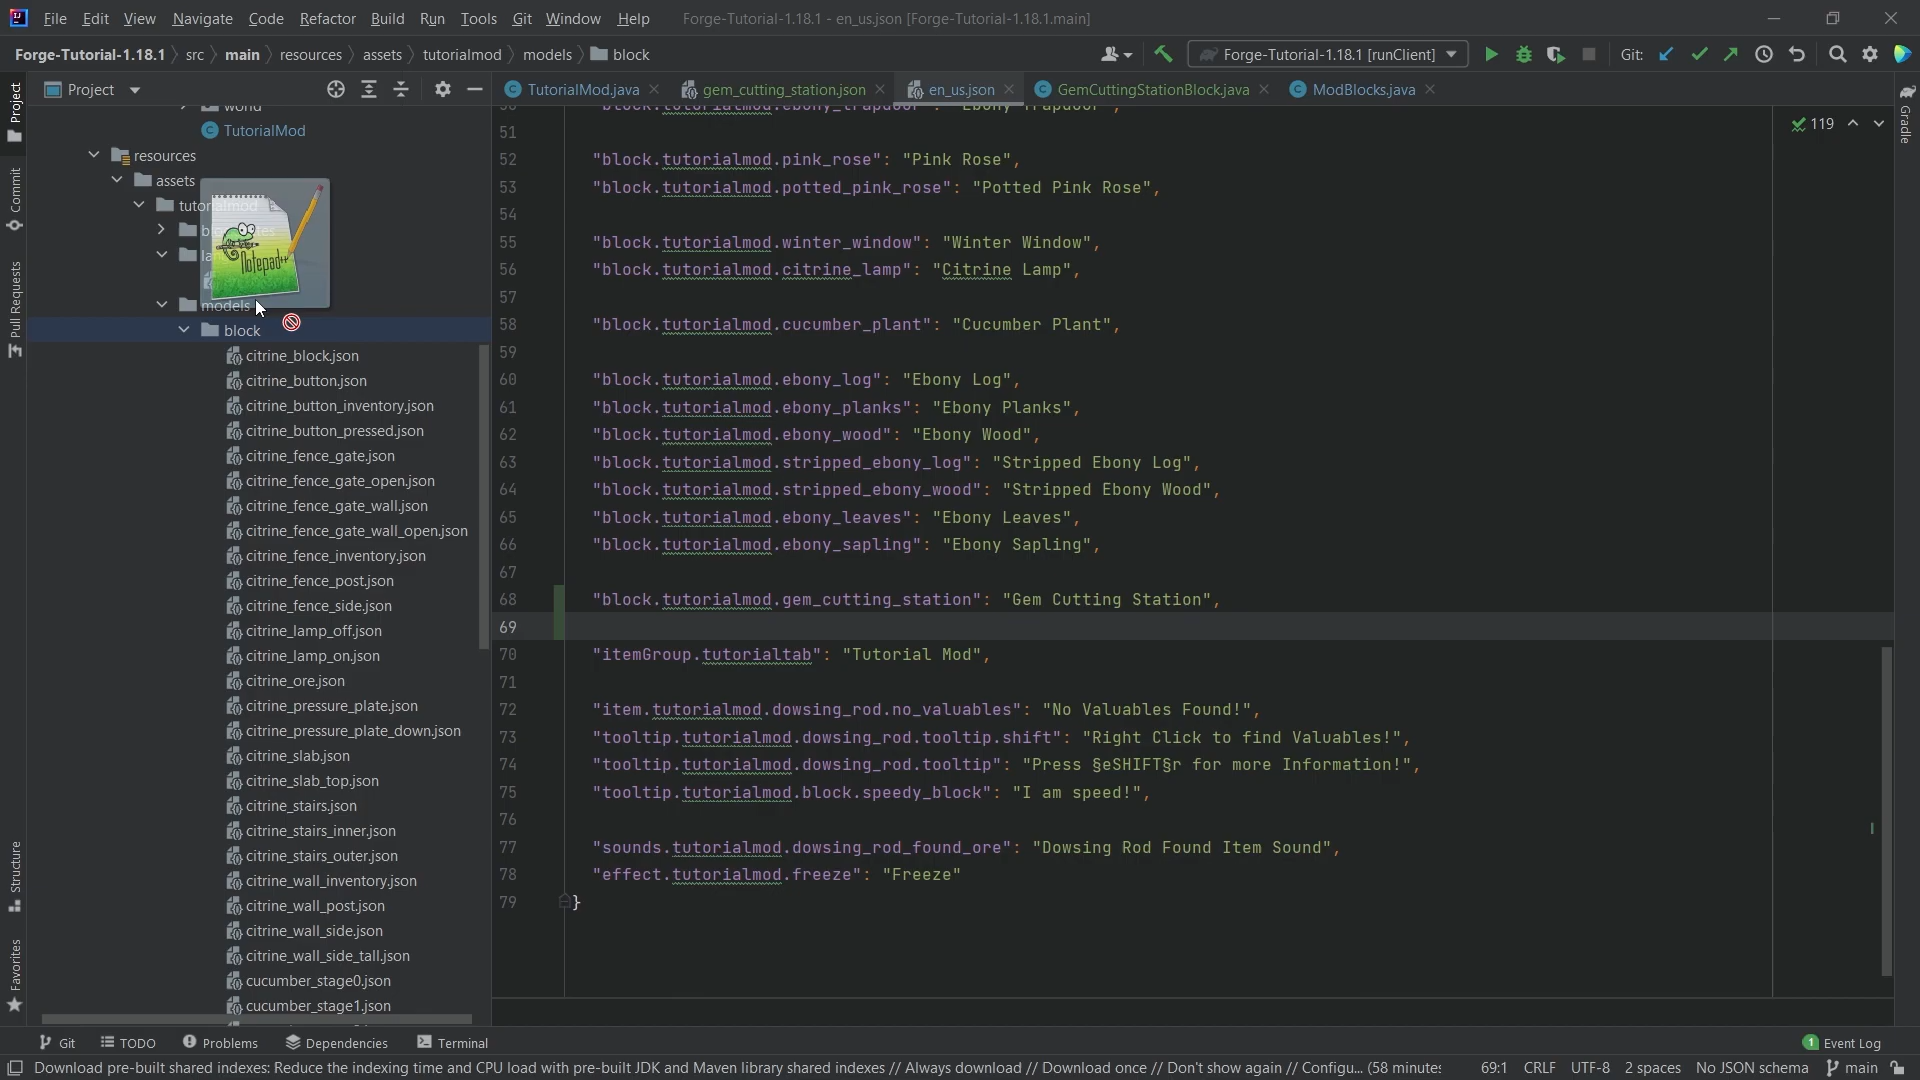 File Edit View Navigate Code Refactor Build Run Tools Git Window Help Forge-Tutorial-1.18.1 - en_us.json [Forge-Tutorial-1.18.1.main]
Forge-Tutorial-1.18.1 src main resources assets tutorialmod models block Forge-Tutorial-1.18.1 [runClient] Git:
Project TutorialMod.java gem_cutting_station.json en_us.json GemCuttingStationBlock.java ModBlocks.java
Project
Commit
Pull Requests
Structure
Favorites
Gradle
world
TutorialMod
resources
assets
models
block
citrine_block.json
citrine_button.json
citrine_button_inventory.json
citrine_button_pressed.json
citrine_fence_gate.json
citrine_fence_gate_open.json
citrine_fence_gate_wall.json
citrine_fence_gate_wall_open.json
citrine_fence_inventory.json
citrine_fence_post.json
citrine_fence_side.json
citrine_lamp_off.json
citrine_lamp_on.json
citrine_ore.json
citrine_pressure_plate.json
citrine_pressure_plate_down.json
citrine_slab.json
citrine_slab_top.json
citrine_stairs.json
citrine_stairs_inner.json
citrine_stairs_outer.json
citrine_wall_inventory.json
citrine_wall_post.json
citrine_wall_side.json
citrine_wall_side_tall.json
cucumber_stage0.json
cucumber_stage1.json
Notepad++
119
51
52 "block.tutorialmod.pink_rose": "Pink Rose",
53 "block.tutorialmod.potted_pink_rose": "Potted Pink Rose",
54
55 "block.tutorialmod.winter_window": "Winter Window",
56 "block.tutorialmod.citrine_lamp": "Citrine Lamp",
57
58 "block.tutorialmod.cucumber_plant": "Cucumber Plant",
59
60 "block.tutorialmod.ebony_log": "Ebony Log",
61 "block.tutorialmod.ebony_planks": "Ebony Planks",
62 "block.tutorialmod.ebony_wood": "Ebony Wood",
63 "block.tutorialmod.stripped_ebony_log": "Stripped Ebony Log",
64 "block.tutorialmod.stripped_ebony_wood": "Stripped Ebony Wood",
65 "block.tutorialmod.ebony_leaves": "Ebony Leaves",
66 "block.tutorialmod.ebony_sapling": "Ebony Sapling",
67
68 "block.tutorialmod.gem_cutting_station": "Gem Cutting Station",
69
70 "itemGroup.tutorialtab": "Tutorial Mod",
71
72 "item.tutorialmod.dowsing_rod.no_valuables": "No Valuables Found!",
73 "tooltip.tutorialmod.dowsing_rod.tooltip.shift": "Right Click to find Valuables!",
74 "tooltip.tutorialmod.dowsing_rod.tooltip": "Press §eSHIFT§r for more Information!",
75 "tooltip.tutorialmod.block.speedy_block": "I am speed!",
76
77 "sounds.tutorialmod.dowsing_rod_found_ore": "Dowsing Rod Found Item Sound",
78 "effect.tutorialmod.freeze": "Freeze"
79 }
Git TODO Problems Dependencies Terminal 1 Event Log
Download pre-built shared indexes: Reduce the indexing time and CPU load with pre-built JDK and Maven library shared indexes // Always download // Download once // Don't show again // Configu... (58 minutes 69:1 CRLF UTF-8 2 spaces No JSON schema main